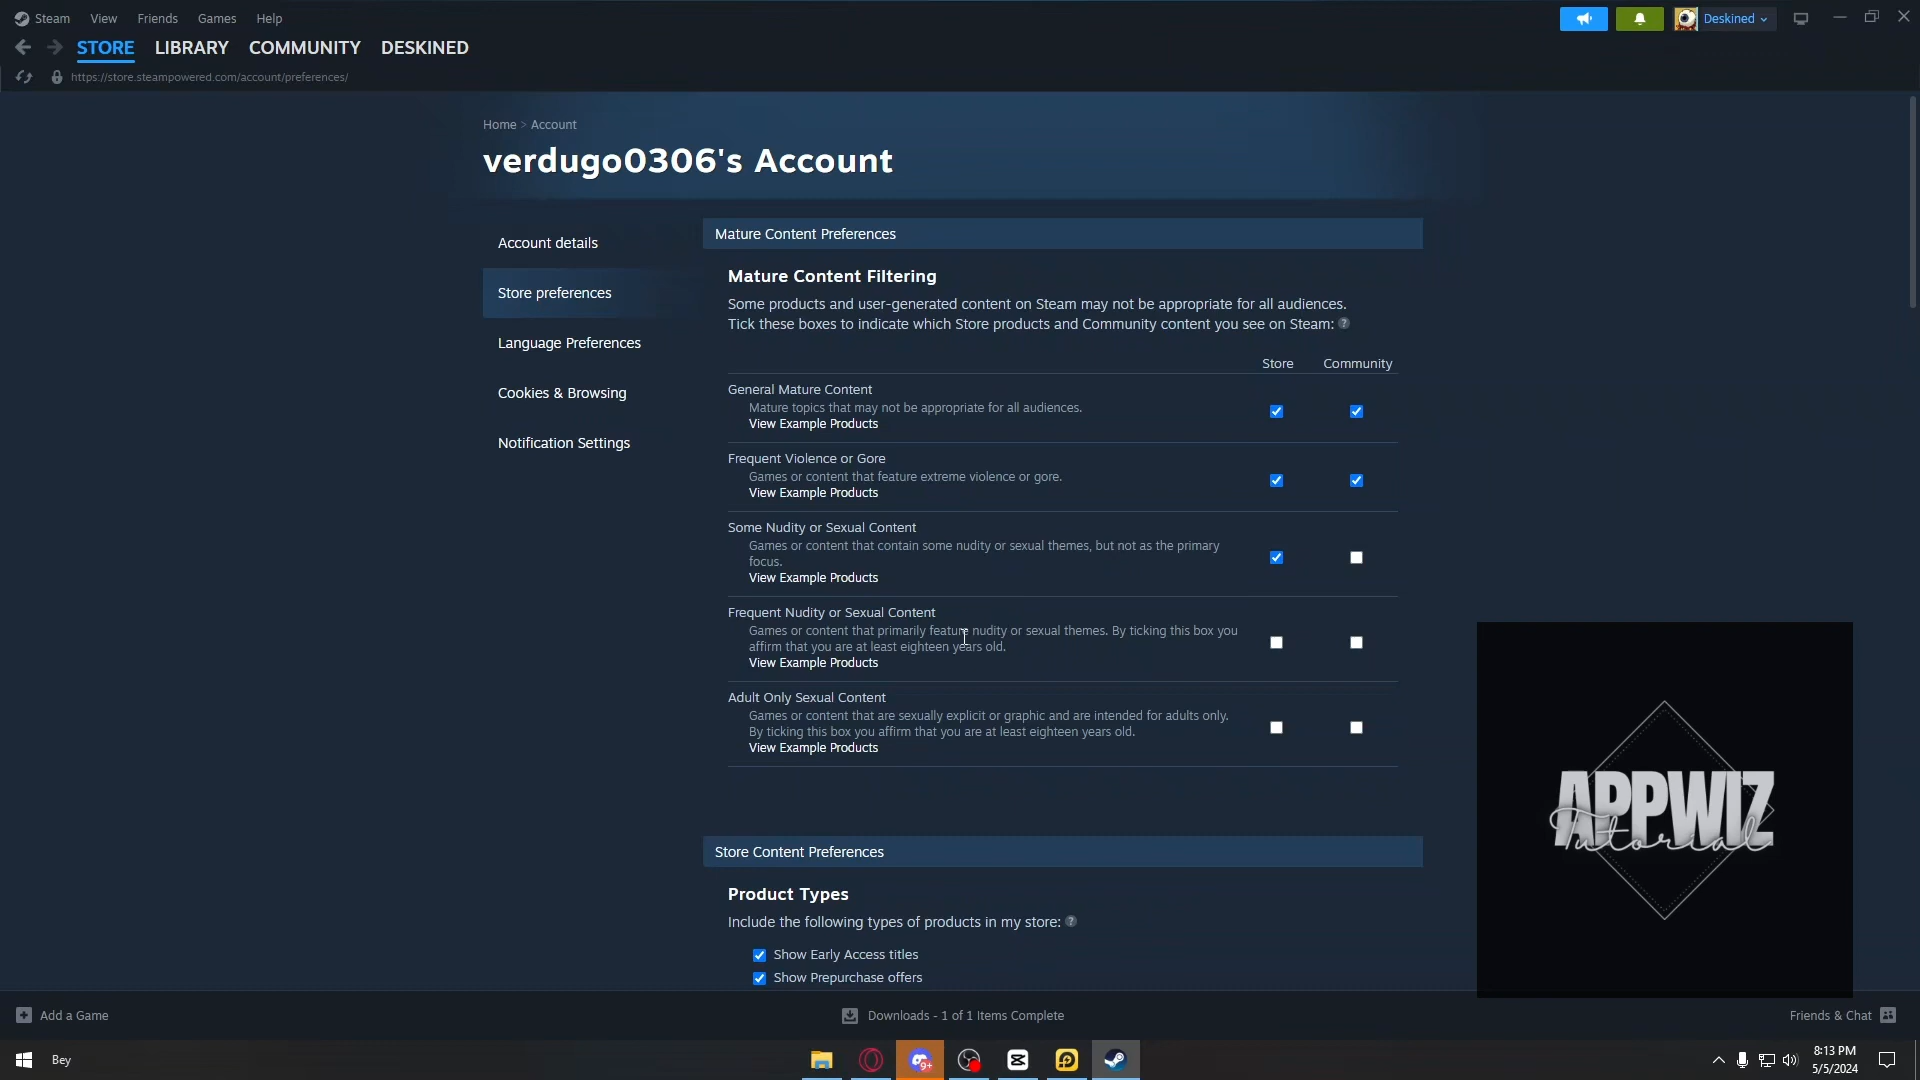 Steam View Friends Games Help
Deskined
STORE LIBRARY COMMUNITY DESKINED
https://store.steampowered.com/account/preferences/
Home > Account
verdugo0306's Account
Account details
Store preferences
Language Preferences
Cookies & Browsing
Notification Settings
Mature Content Preferences
Mature Content Filtering
Some products and user-generated content on Steam may not be appropriate for all audiences.
Tick these boxes to indicate which Store products and Community content you see on Steam: ?
Store Community
General Mature Content
Mature topics that may not be appropriate for all audiences.
View Example Products
Frequent Violence or Gore
Games or content that feature extreme violence or gore.
View Example Products
Some Nudity or Sexual Content
Games or content that contain some nudity or sexual themes, but not as the primary
focus.
View Example Products
Frequent Nudity or Sexual Content
Games or content that primarily feature nudity or sexual themes. By ticking this box you
affirm that you are at least eighteen years old.
View Example Products
Adult Only Sexual Content
Games or content that are sexually explicit or graphic and are intended for adults only.
By ticking this box you affirm that you are at least eighteen years old.
View Example Products
Store Content Preferences
Product Types
Include the following types of products in my store: ?
Show Early Access titles
Show Prepurchase offers
APPWIZ
Tutorial
Add a Game
Downloads - 1 of 1 Items Complete
Friends & Chat
Bey
9+
8:13 PM
5/5/2024